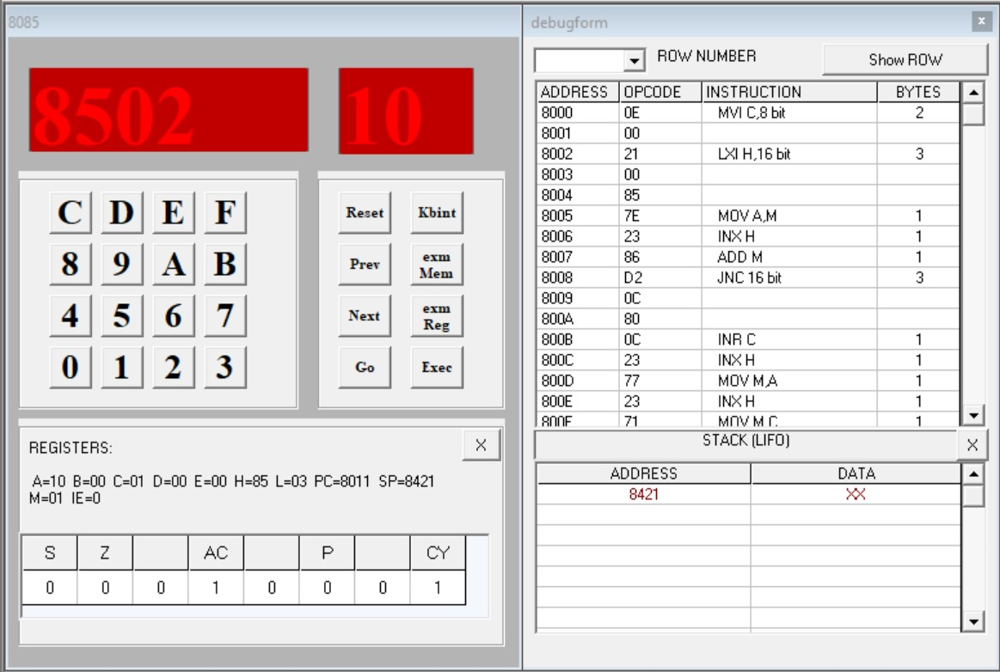 8085
8502 10
C D E F
8 9 A B
4 5 6 7
0 1 2 3
Reset Kbint
Prev exm Mem
Next exm Reg
Go Exec
REGISTERS: X
A=10 B=00 C=01 D=00 E=00 H=85 L=03 PC=8011 SP=8421
M=01 IE=0
S Z AC P CY
0 0 0 1 0 0 0 1
debugform x
ROW NUMBER Show ROW
ADDRESS OPCODE INSTRUCTION BYTES
8000 0E MVI C,8 bit 2
8001 00
8002 21 LXI H,16 bit 3
8003 00
8004 85
8005 7E MOV A,M 1
8006 23 INX H 1
8007 86 ADD M 1
8008 D2 JNC 16 bit 3
8009 0C
800A 80
800B 0C INR C 1
800C 23 INX H 1
800D 77 MOV M,A 1
800E 23 INX H 1
800F 71 MOV M,C 1
STACK (LIFO) X
ADDRESS DATA
8421 XX